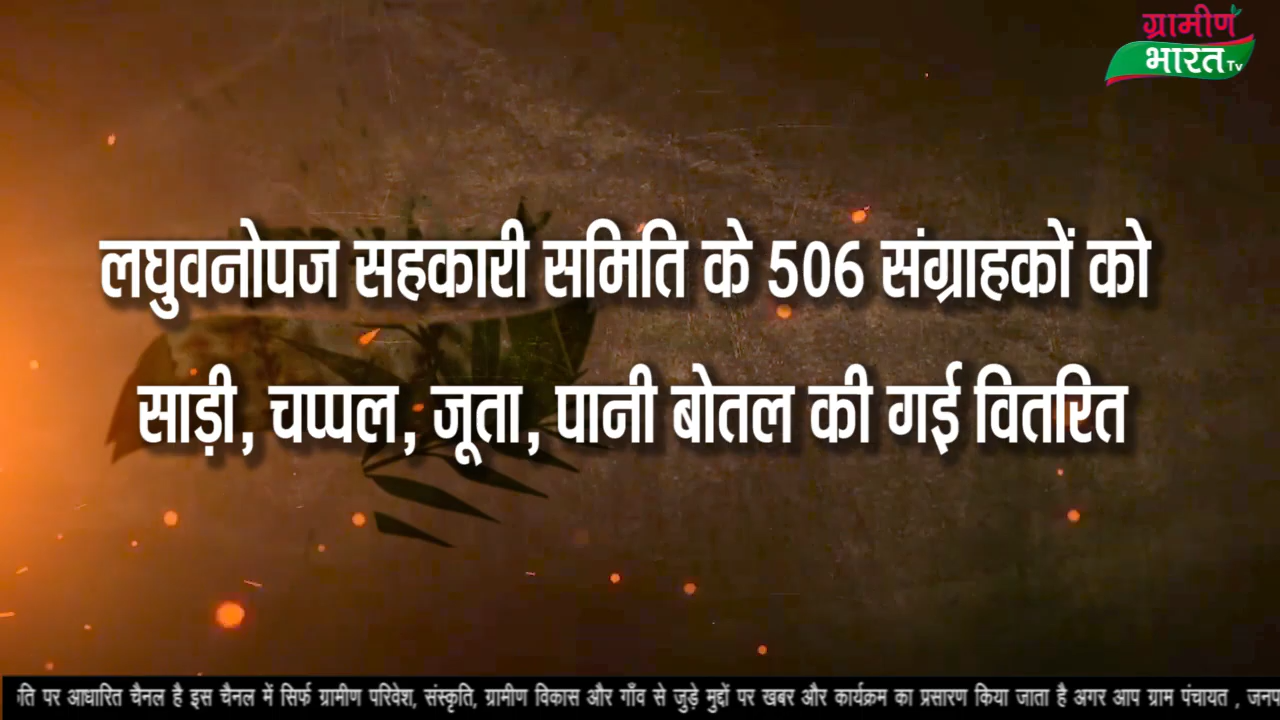 ग्रामीण
भारत Tv
लघुवनोपज सहकारी समिति के 506 संग्राहकों को
साड़ी, चप्पल, जूता, पानी बोतल की गई वितरित
पर आधारित चैनल है इस चैनल में सिर्फ ग्रामीण परिवेश, संस्कृति, ग्रामीण विकास और गाँव से जुड़े मुद्दों पर खबर और कार्यक्रम का प्रसारण किया जाता है अगर आप ग्राम पंचायत ,